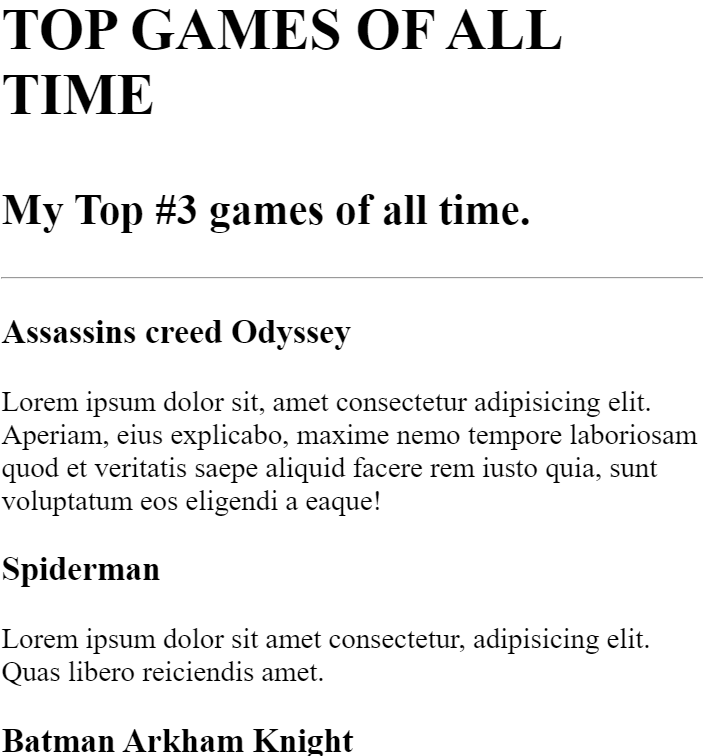 TOP GAMES OF ALL
TIME
My Top #3 games of all time.
Assassins creed Odyssey
Lorem ipsum dolor sit, amet consectetur adipisicing elit.
Aperiam, eius explicabo, maxime nemo tempore laboriosam
quod et veritatis saepe aliquid facere rem iusto quia, sunt
voluptatum eos eligendi a eaque!
Spiderman
Lorem ipsum dolor sit amet consectetur, adipisicing elit.
Quas libero reiciendis amet.
Batman Arkham Knight